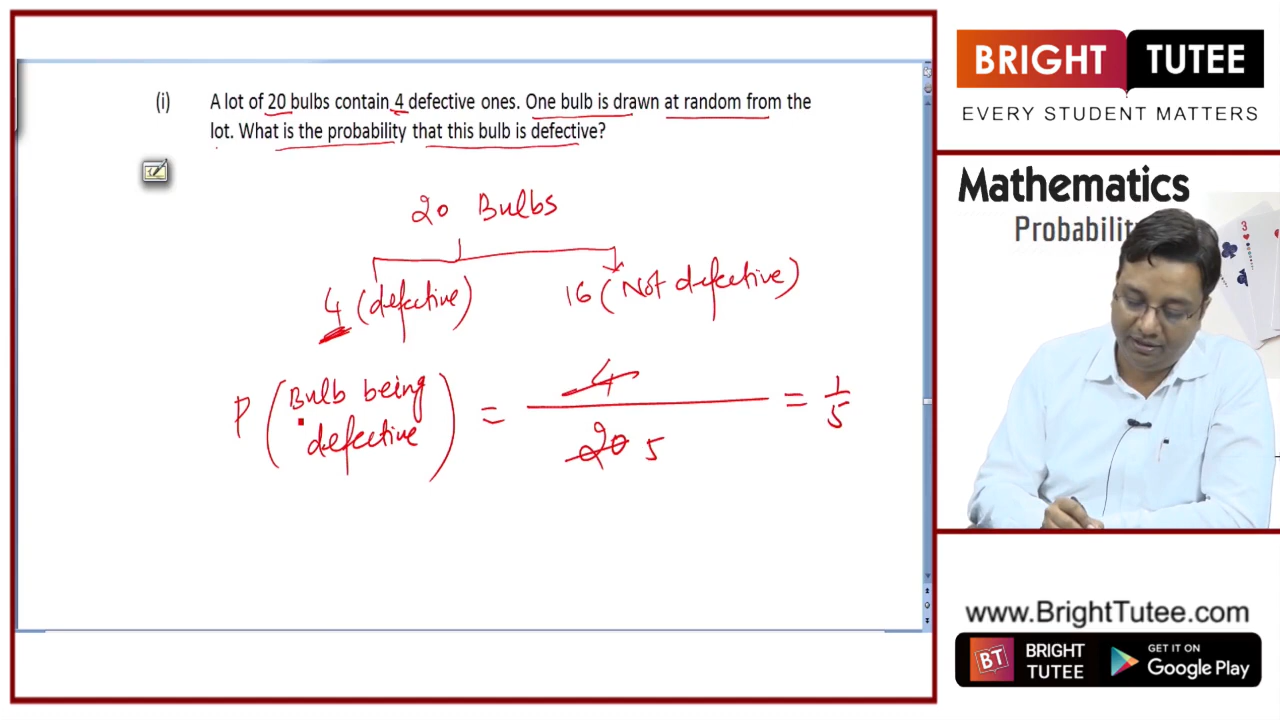 (i) A lot of 20 bulbs contain 4 defective ones. One bulb is drawn at random from the
lot. What is the probability that this bulb is defective?
20 Bulbs
4 (defective) 16 (Not defective)
P (Bulb being defective) = 4 / 20 5 = 1/5
BRIGHT TUTEE
EVERY STUDENT MATTERS
Mathematics
Probability
3
www.BrightTutee.com
BT BRIGHT TUTEE
GET IT ON
Google Play